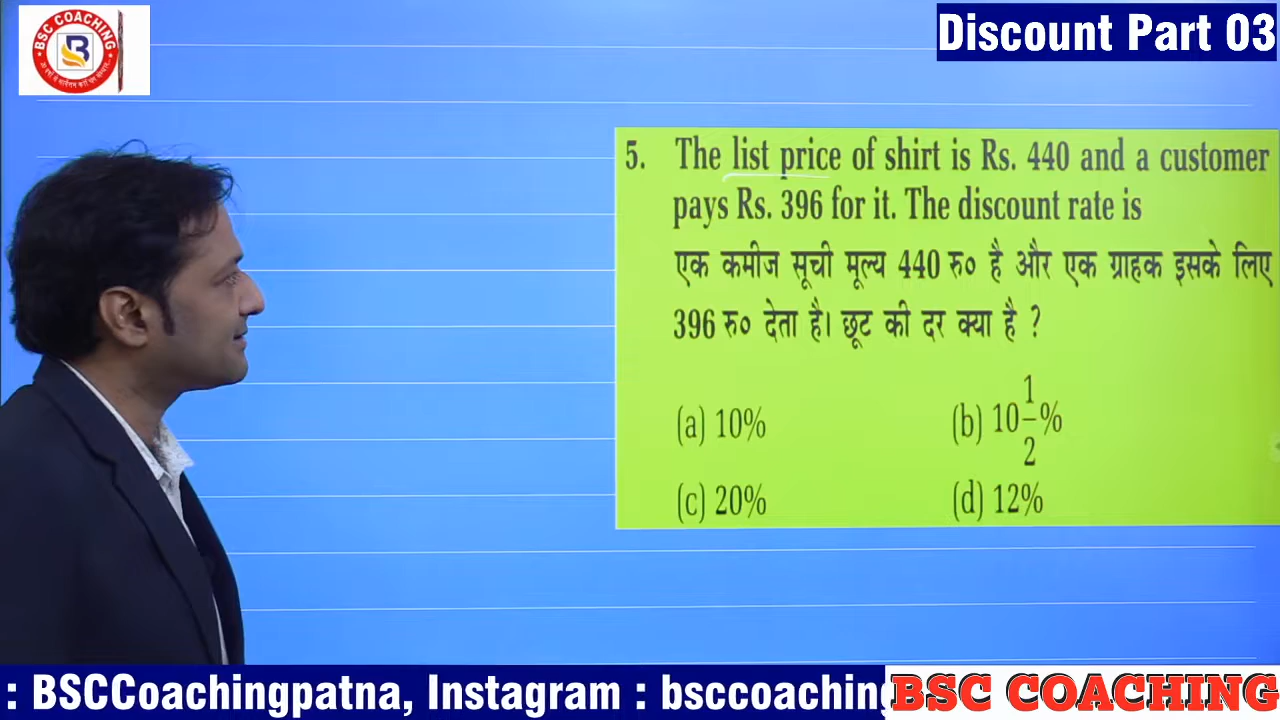 BSC COACHING
Discount Part 03
5. The list price of shirt is Rs. 440 and a customer
pays Rs. 396 for it. The discount rate is
एक कमीज सूची मूल्य 440 रु० है और एक ग्राहक इसके लिए
396 रु० देता है। छूट की दर क्या है ?
(a) 10% (b) 10 1/2 %
(c) 20% (d) 12%
: BSCCoachingpatna, Instagram : bsccoaching
BSC COACHING